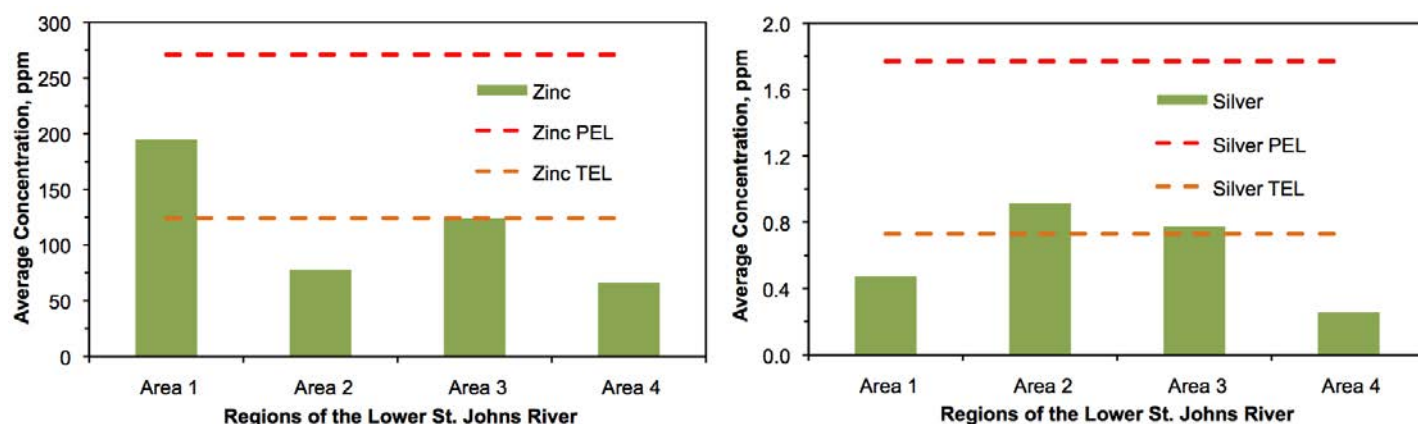 300
250
200
150
100
50
0
Average Concentration, ppm
Zinc
Zinc PEL
Zinc TEL
Area 1 Area 2 Area 3 Area 4
Regions of the Lower St. Johns River
2.0
1.6
1.2
0.8
0.4
0.0
Average Concentration, ppm
Silver
Silver PEL
Silver TEL
Area 1 Area 2 Area 3 Area 4
Regions of the Lower St. Johns River